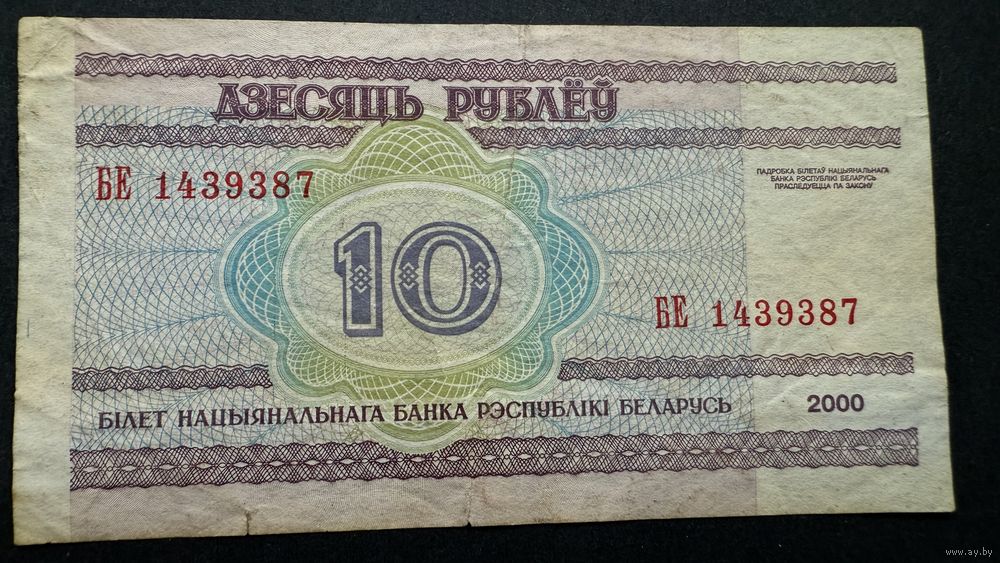 ДЗЕСЯЦЬ РУБЛЁЎ
БЕ 1439387
ПАДРОБКА БІЛЕТАЎ НАЦЫЯНАЛЬНАГА
БАНКА РЭСПУБЛІКІ БЕЛАРУСЬ
ПРАСЛЕДУЕЦЦА ПА ЗАКОНУ
10
БЕ 1439387
БІЛЕТ НАЦЫЯНАЛЬНАГА БАНКА РЭСПУБЛІКІ БЕЛАРУСЬ
2000
www.ay.by